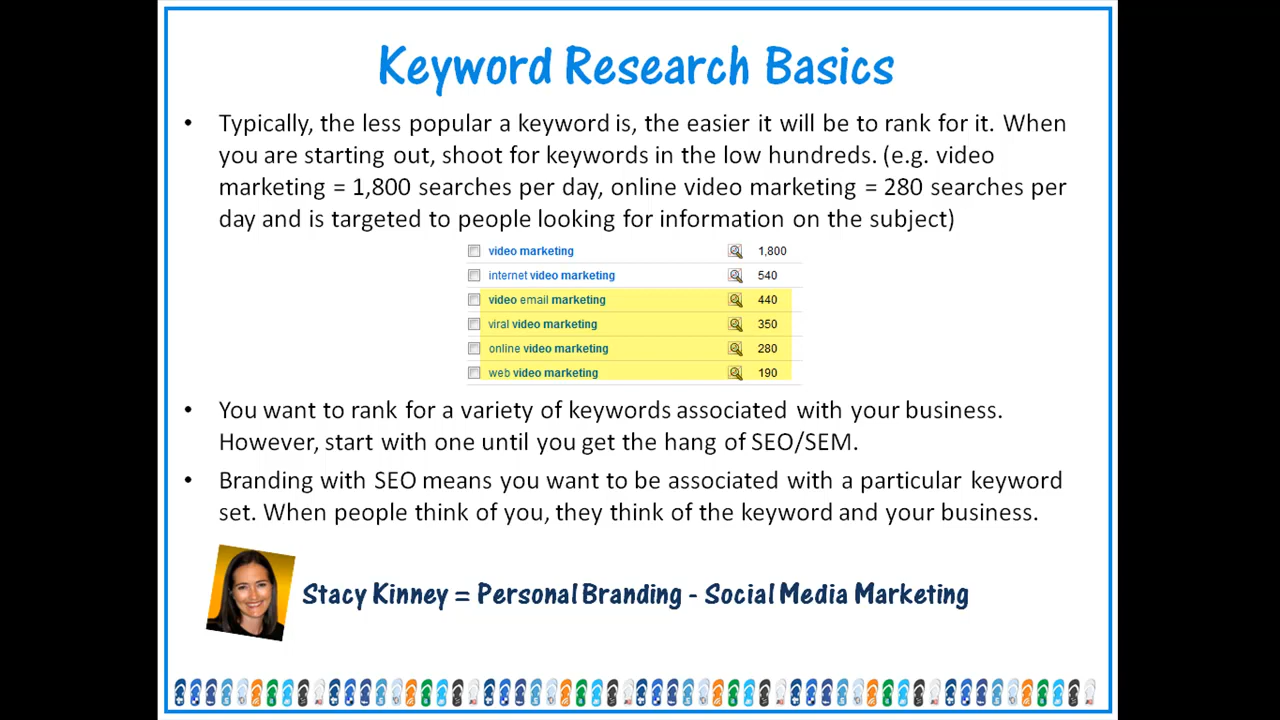 Keyword Research Basics
• Typically, the less popular a keyword is, the easier it will be to rank for it. When
you are starting out, shoot for keywords in the low hundreds. (e.g. video
marketing = 1,800 searches per day, online video marketing = 280 searches per
day and is targeted to people looking for information on the subject)
video marketing 1,800
internet video marketing 540
video email marketing 440
viral video marketing 350
online video marketing 280
web video marketing 190
• You want to rank for a variety of keywords associated with your business.
However, start with one until you get the hang of SEO/SEM.
• Branding with SEO means you want to be associated with a particular keyword
set. When people think of you, they think of the keyword and your business.
Stacy Kinney = Personal Branding - Social Media Marketing